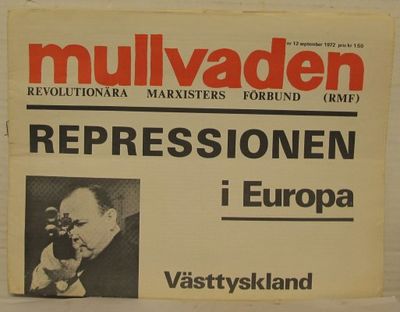 nr 12 september 1972 pris kr 1:50
mullvaden
REVOLUTIONÄRA MARXISTERS FÖRBUND (RMF)
REPRESSIONEN
i Europa
Västtyskland